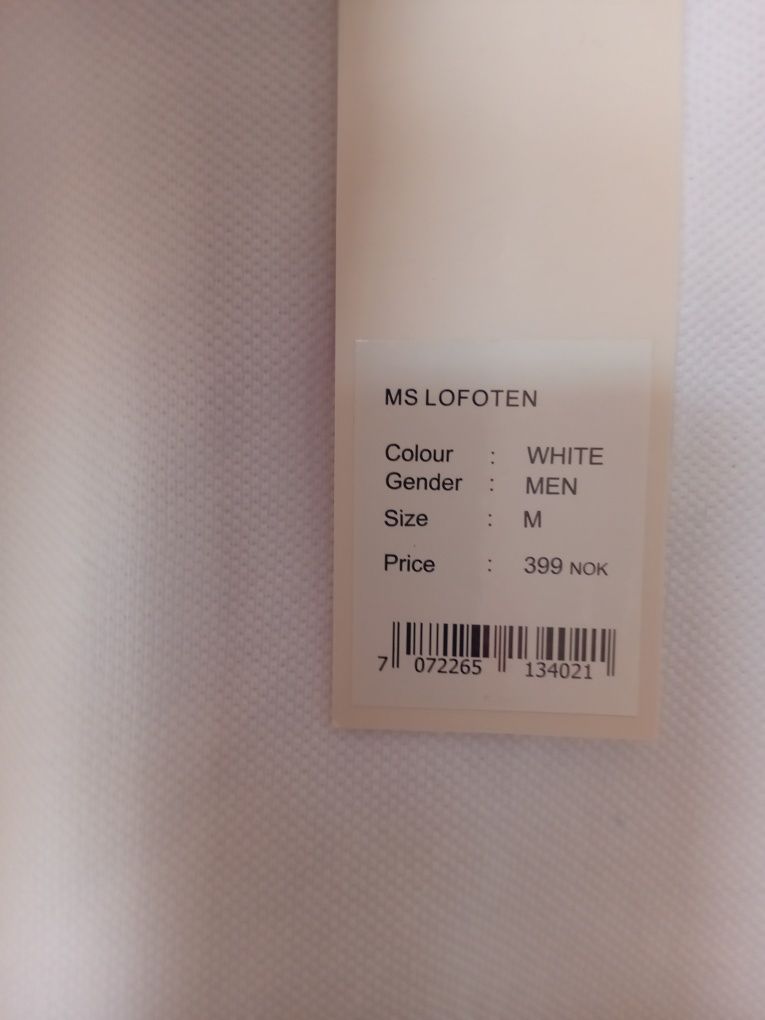 MS LOFOTEN
Colour : WHITE
Gender : MEN
Size : M
Price : 399 NOK
7 072265 134021